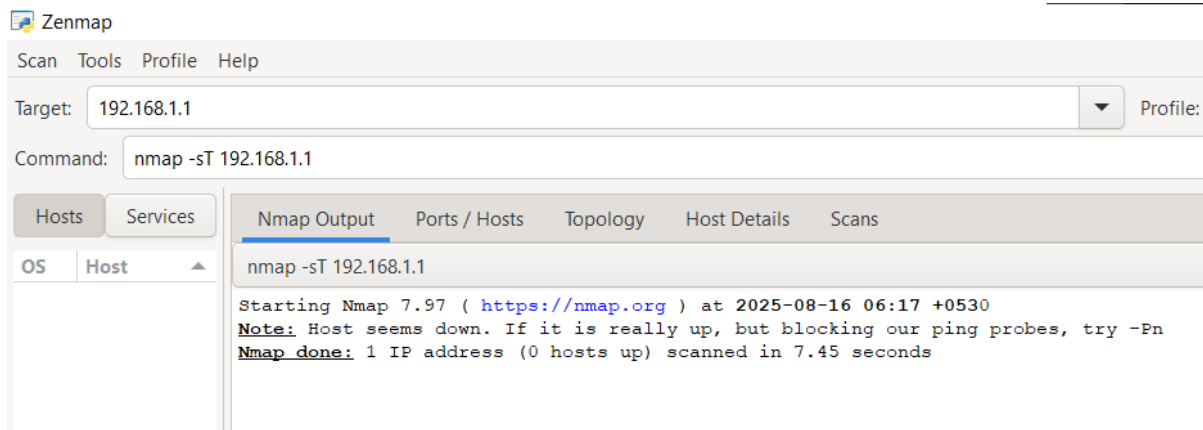 Zenmap
Scan Tools Profile Help
Target: 192.168.1.1 Profile:
Command: nmap -sT 192.168.1.1
Hosts Services Nmap Output Ports / Hosts Topology Host Details Scans
OS Host nmap -sT 192.168.1.1
Starting Nmap 7.97 ( https://nmap.org ) at 2025-08-16 06:17 +0530
Note: Host seems down. If it is really up, but blocking our ping probes, try -Pn
Nmap done: 1 IP address (0 hosts up) scanned in 7.45 seconds